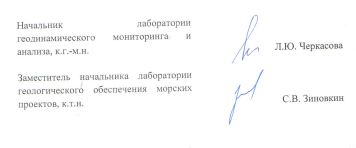 Начальник лаборатории
геодинамического мониторинга и
анализа, к.г.-м.н.
Л.Ю. Черкасова
Заместитель начальника лаборатории
геологического обеспечения морских
проектов, к.т.н.
С.В. Зиновкин